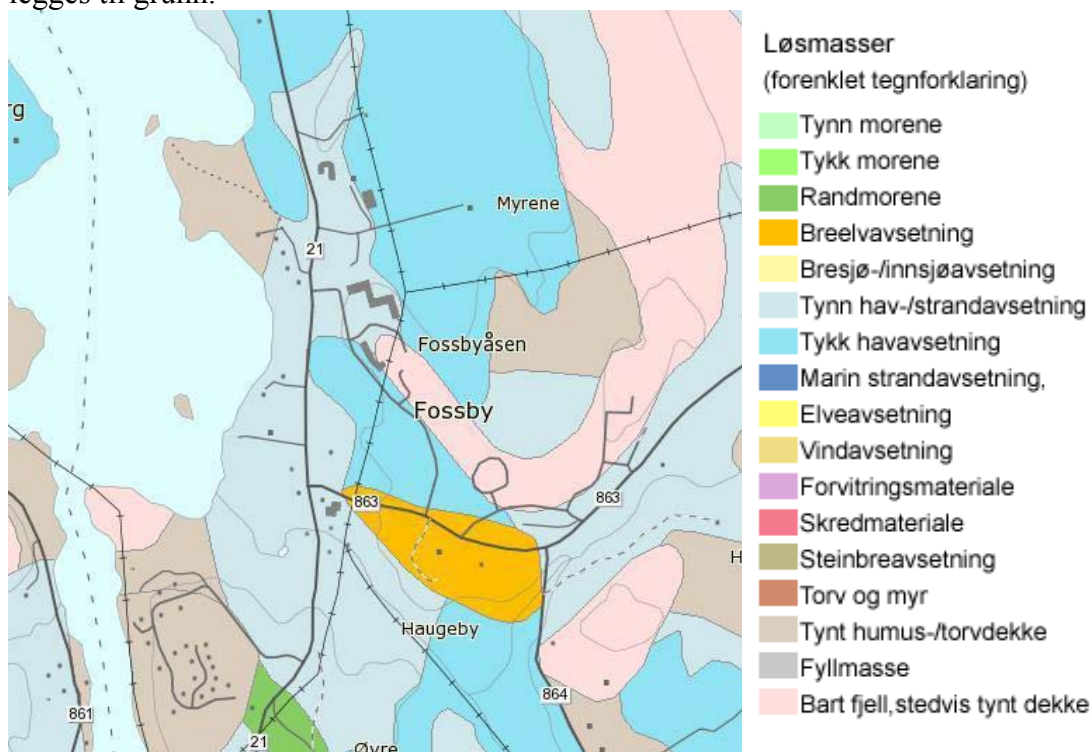 Løsmasser
(forenklet tegnforklaring)
Tynn morene
Tykk morene
Randmorene
Breelvavsetning
Bresjø-/innsjøavsetning
Tynn hav-/strandavsetning
Tykk havavsetning
Marin strandavsetning,
Elveavsetning
Vindavsetning
Forvitringsmateriale
Skredmateriale
Steinbreavsetning
Torv og myr
Tynt humus-/torvdekke
Fyllmasse
Bart fjell,stedvis tynt dekke
rg
Myrene
21
Fossbyåsen
Fossby
863
863
H
Haugeby
864
861
21
Øvre